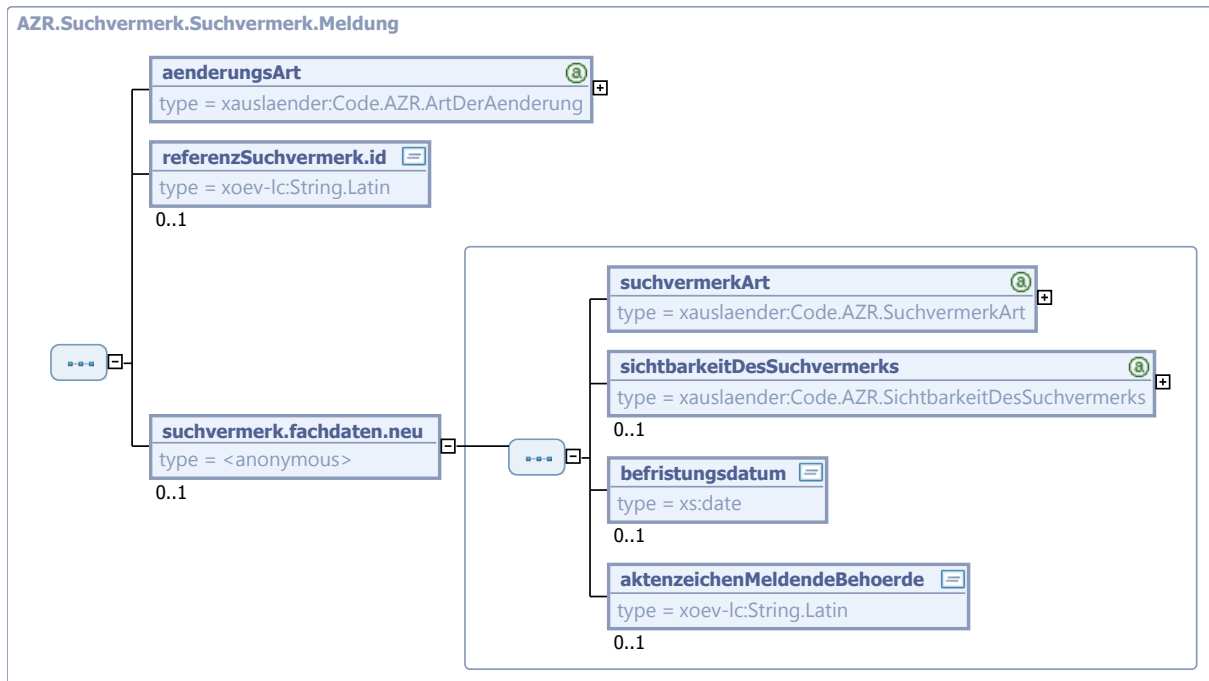 AZR.Suchvermerk.Suchvermerk.Meldung
aenderungsArt
type = xauslaender:Code.AZR.ArtDerAenderung
referenzSuchvermerk.id
type = xoev-lc:String.Latin
0..1
suchvermerk.fachdaten.neu
type = <anonymous>
0..1
suchvermerkArt
type = xauslaender:Code.AZR.SuchvermerkArt
sichtbarkeitDesSuchvermerks
type = xauslaender:Code.AZR.SichtbarkeitDesSuchvermerks
0..1
befristungsdatum
type = xs:date
0..1
aktenzeichenMeldendeBehoerde
type = xoev-lc:String.Latin
0..1